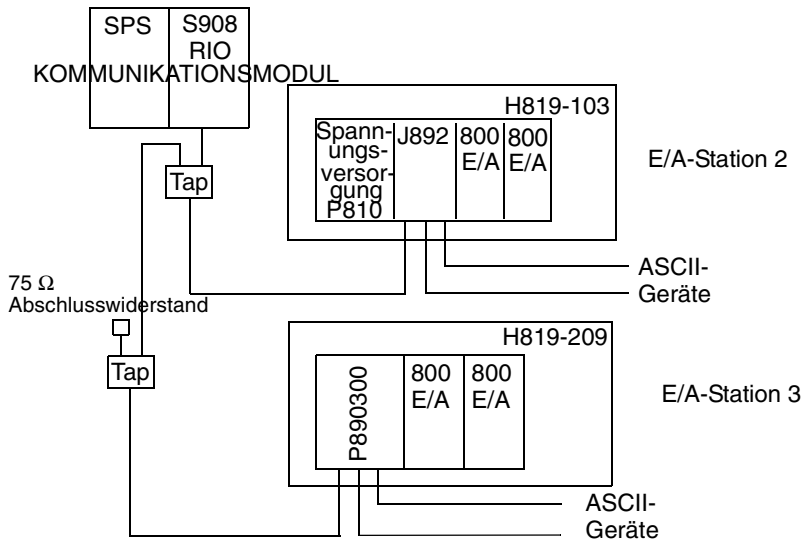 SPS
S908
RIO
KOMMUNIKATIONSMODUL
H819-103
Spann-
ungs-
versor-
gung
P810
J892
800
E/A
800
E/A
E/A-Station 2
Tap
ASCII-
Geräte
75 Ω
Abschlusswiderstand
Tap
H819-209
P890300
800
E/A
800
E/A
E/A-Station 3
ASCII-
Geräte